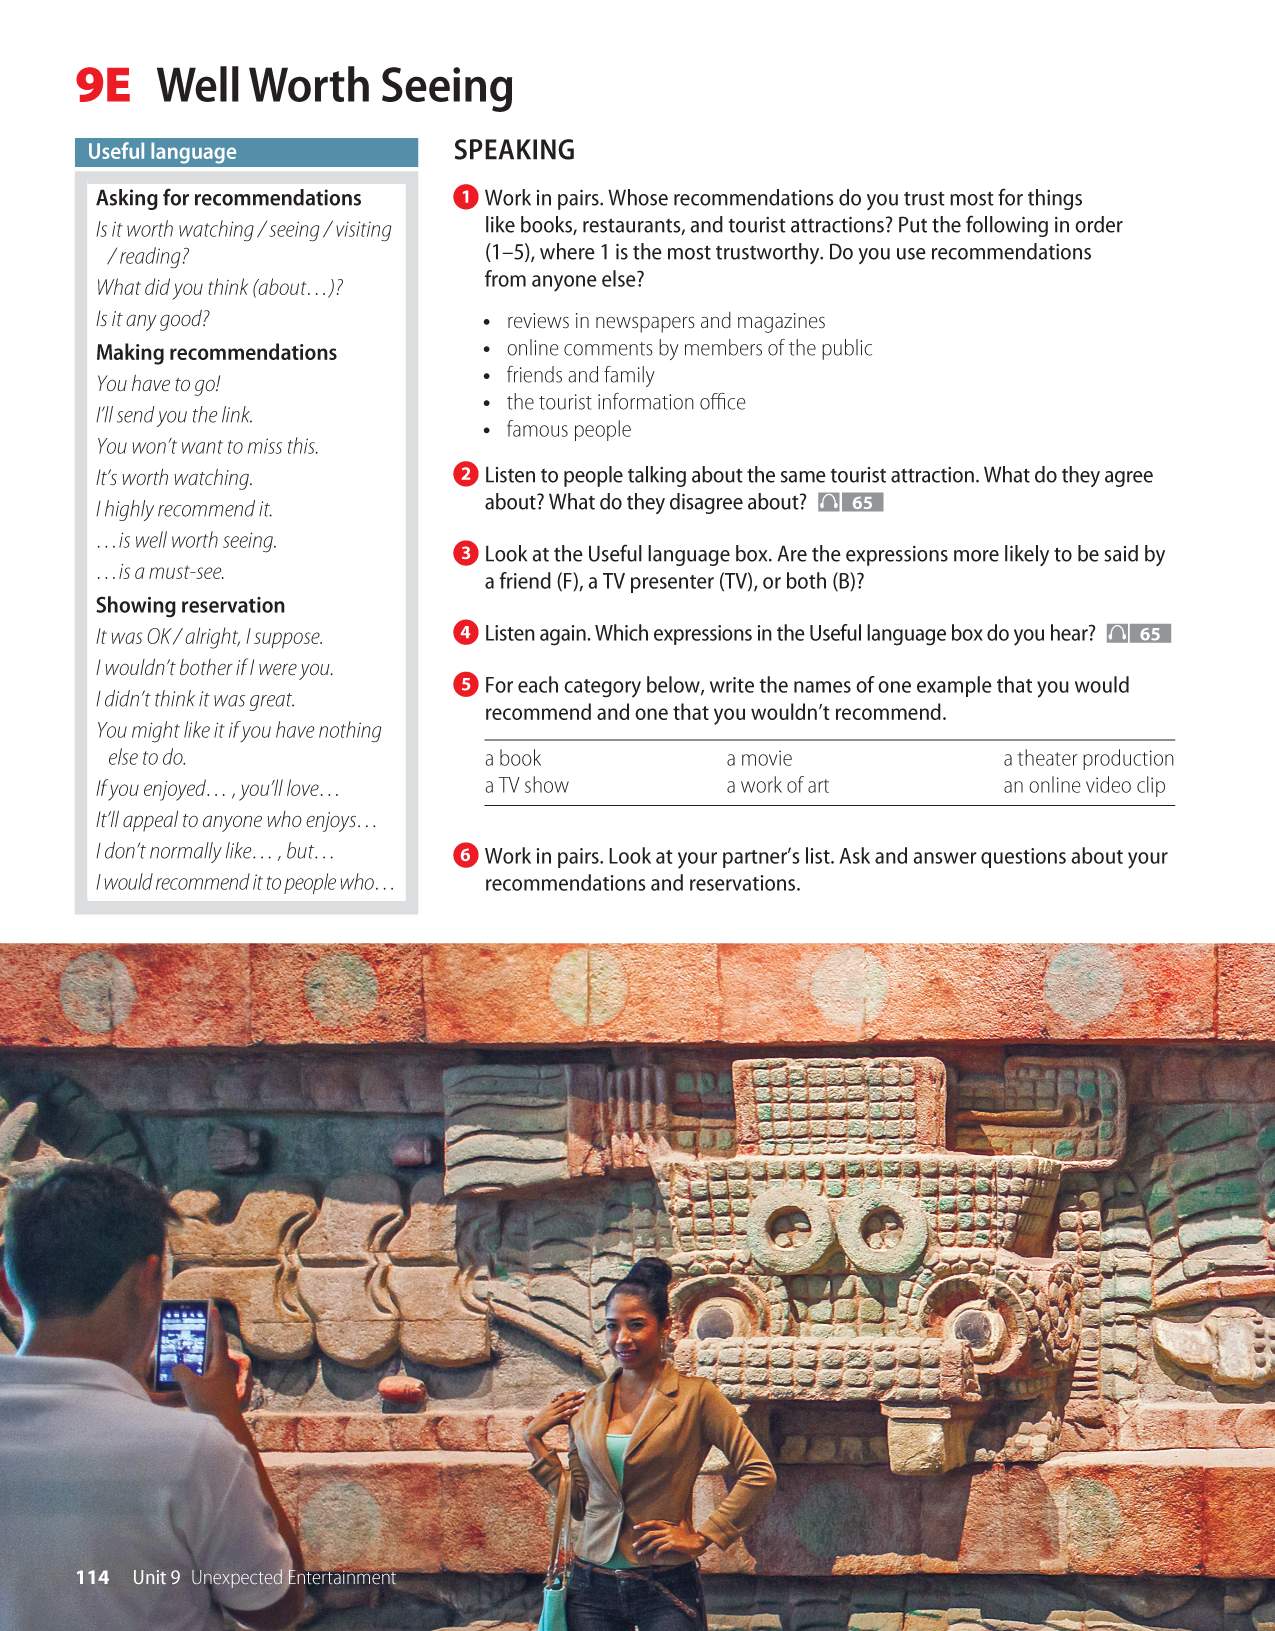 9E Well Worth Seeing
Useful language
Asking for recommendations
Is it worth watching / seeing / visiting
/ reading?
What did you think (about…)?
Is it any good?
Making recommendations
You have to go!
I'll send you the link.
You won't want to miss this.
It's worth watching.
I highly recommend it.
…is well worth seeing.
…is a must-see.
Showing reservation
It was OK / alright, I suppose.
I wouldn't bother if I were you.
I didn't think it was great.
You might like it if you have nothing
else to do.
If you enjoyed… , you'll love…
It'll appeal to anyone who enjoys…
I don't normally like… , but…
I would recommend it to people who…
SPEAKING
1 Work in pairs. Whose recommendations do you trust most for things
like books, restaurants, and tourist attractions? Put the following in order
(1–5), where 1 is the most trustworthy. Do you use recommendations
from anyone else?
• reviews in newspapers and magazines
• online comments by members of the public
• friends and family
• the tourist information office
• famous people
2 Listen to people talking about the same tourist attraction. What do they agree
about? What do they disagree about? 65
3 Look at the Useful language box. Are the expressions more likely to be said by
a friend (F), a TV presenter (TV), or both (B)?
4 Listen again. Which expressions in the Useful language box do you hear? 65
5 For each category below, write the names of one example that you would
recommend and one that you wouldn't recommend.
a book a movie a theater production
a TV show a work of art an online video clip
6 Work in pairs. Look at your partner's list. Ask and answer questions about your
recommendations and reservations.
114 Unit 9 Unexpected Entertainment